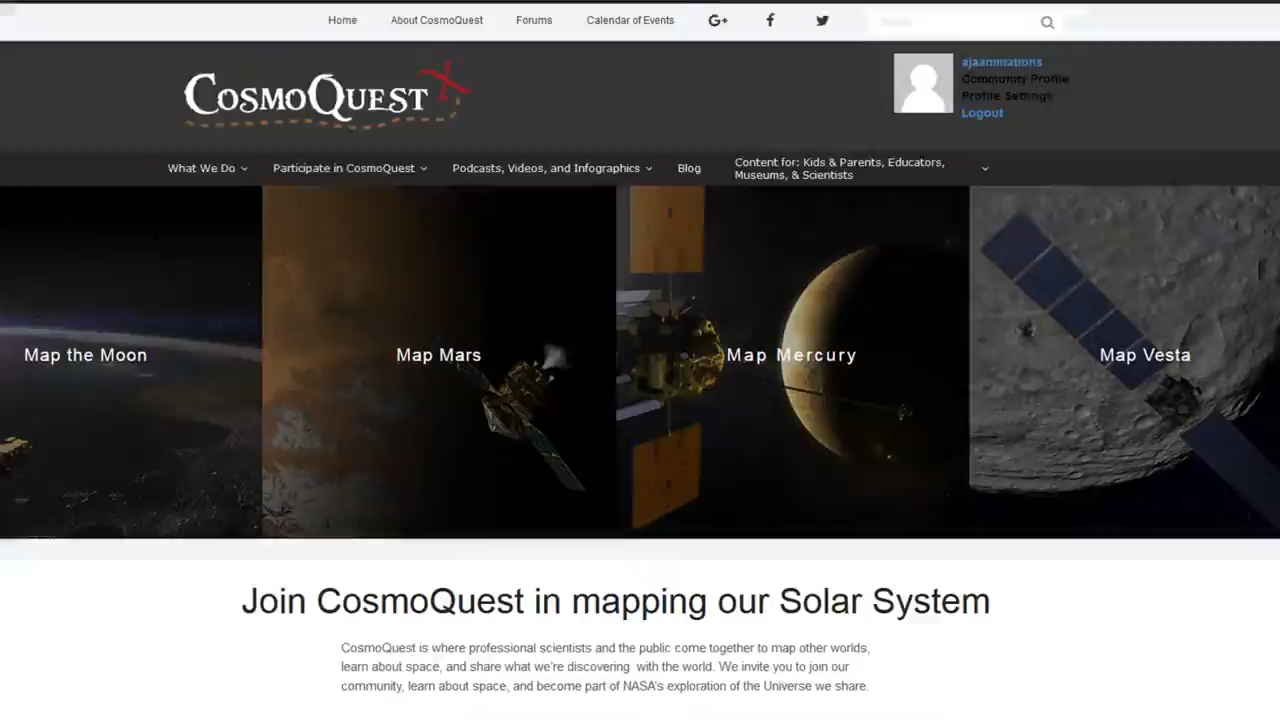 Home About CosmoQuest Forums Calendar of Events G+ f Search
COSMOQUEST X
ajaanimations
Community Profile
Profile Settings
Logout
What We Do Participate in CosmoQuest Podcasts, Videos, and Infographics Blog Content for: Kids & Parents, Educators,
Museums, & Scientists
Map the Moon Map Mars Map Mercury Map Vesta
Join CosmoQuest in mapping our Solar System
CosmoQuest is where professional scientists and the public come together to map other worlds,
learn about space, and share what we're discovering with the world. We invite you to join our
community, learn about space, and become part of NASA's exploration of the Universe we share.